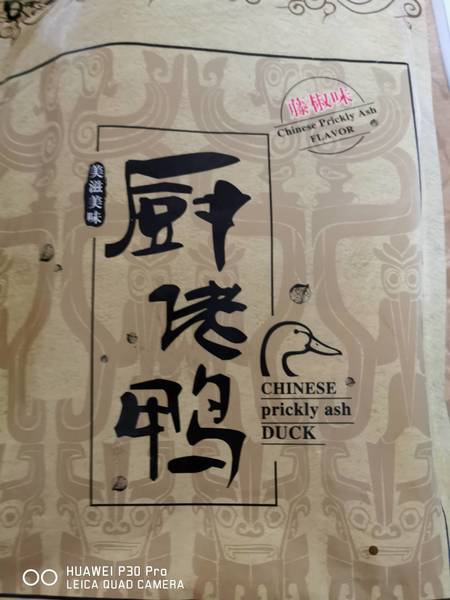 藤椒味
Chinese Prickly Ash
FLAVOR
美滋美味
厨佬鸭
CHINESE
prickly ash
DUCK
HUAWEI P30 Pro
LEICA QUAD CAMERA